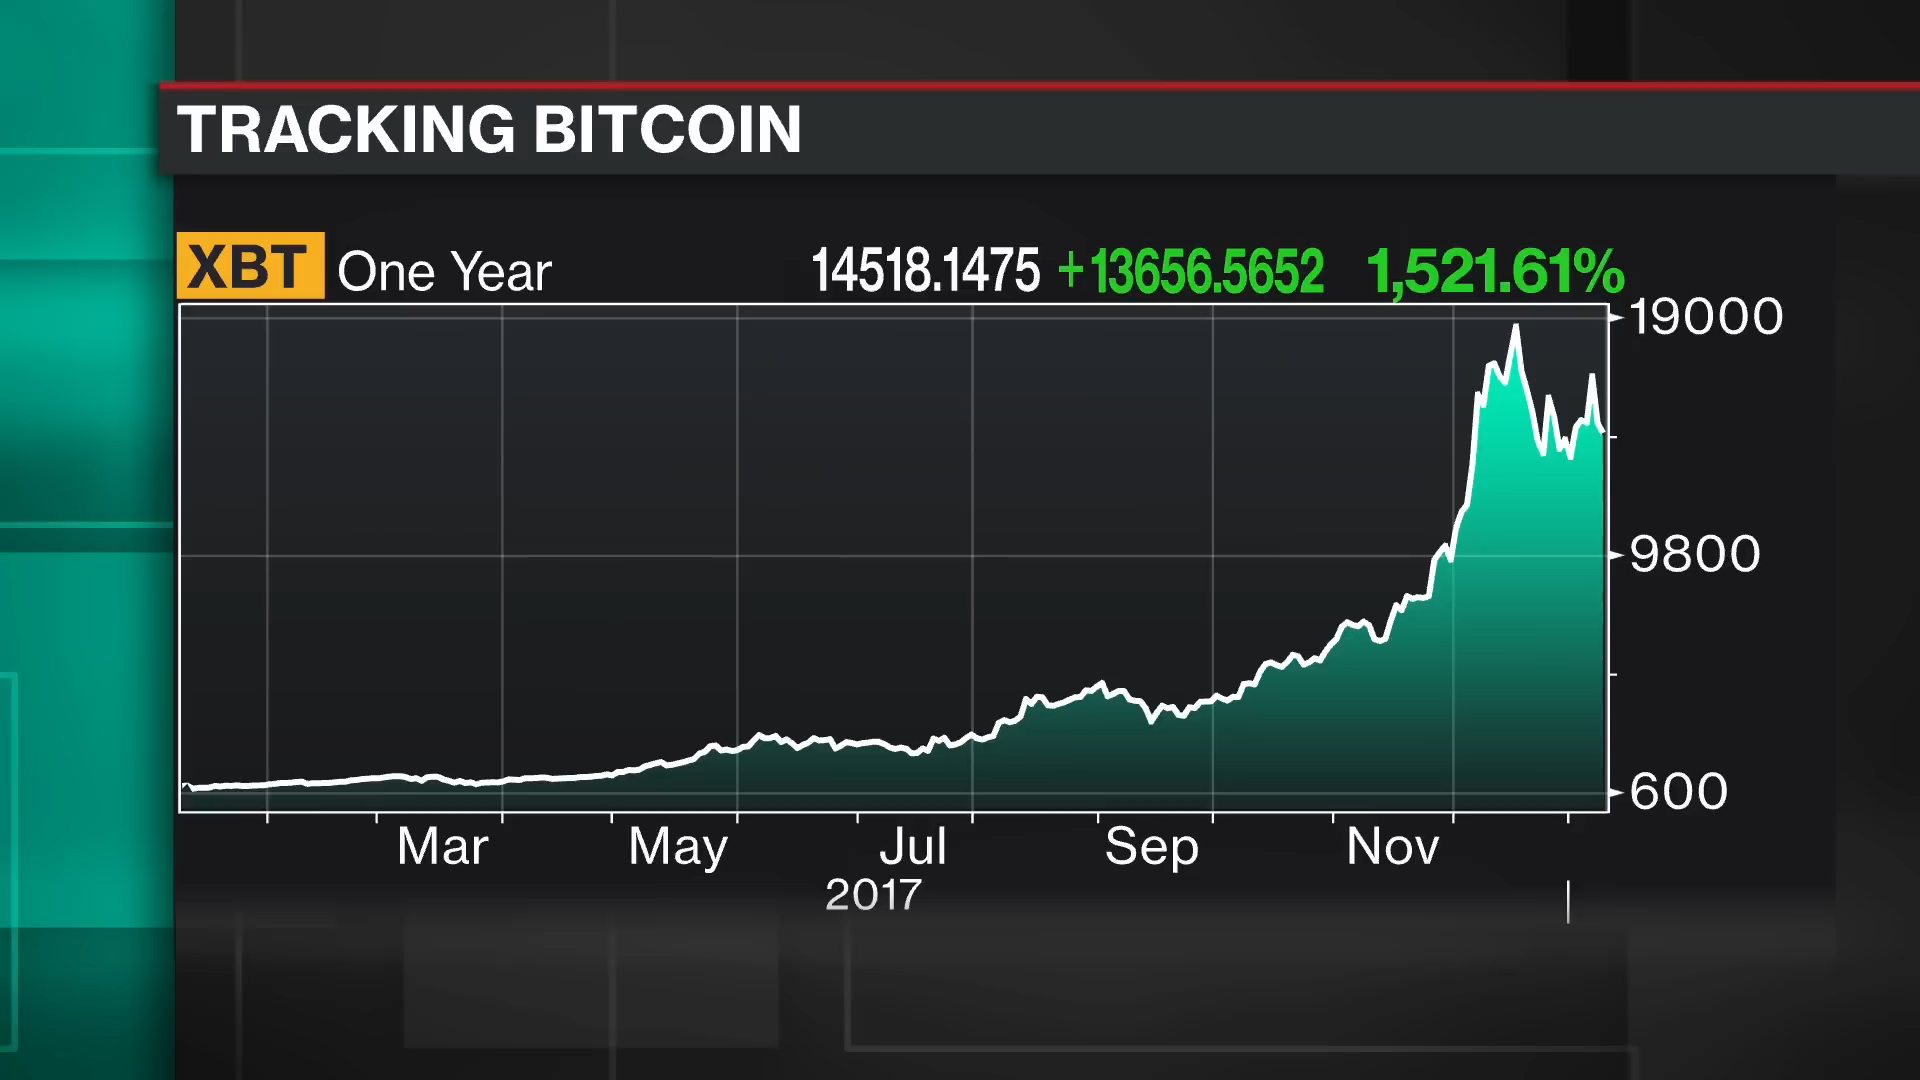 TRACKING BITCOIN
XBT One Year 14518.1475 +13656.5652 1,521.61%
19000
9800
600
Mar May Jul Sep Nov
2017